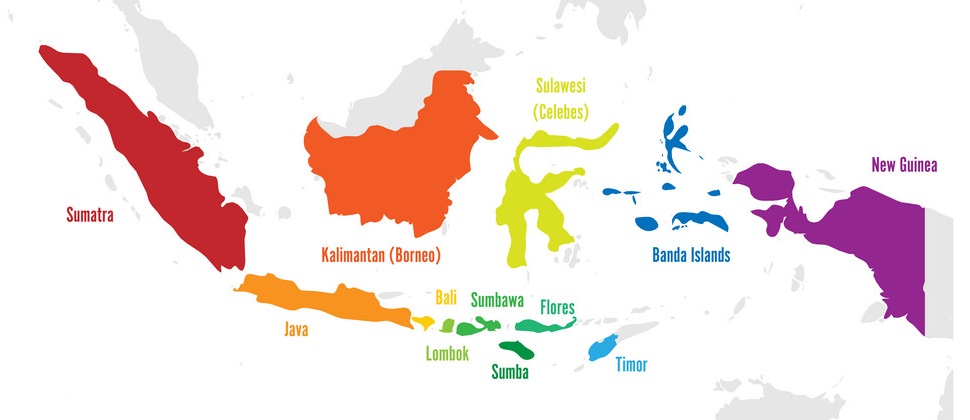 Sulawesi
(Celebes)
New Guinea
Sumatra
Kalimantan (Borneo)
Banda Islands
Bali
Sumbawa
Flores
Java
Lombok
Sumba
Timor